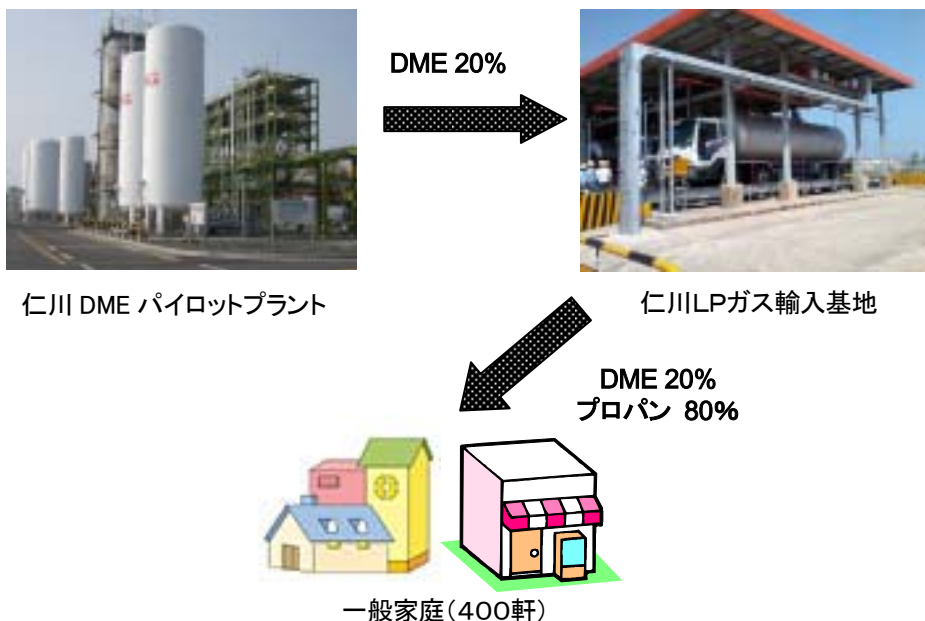 DME 20%
仁川 DME パイロットプラント
仁川LPガス輸入基地
DME 20%
プロパン 80%
一般家庭(400軒)